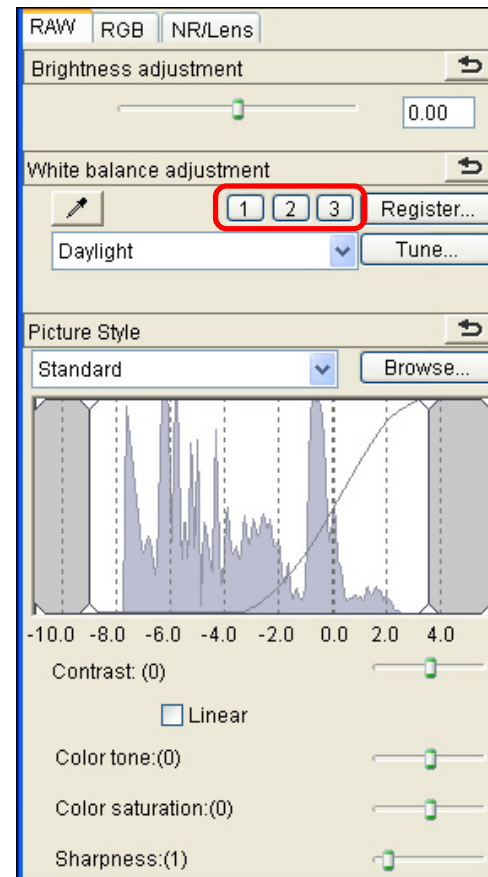 RAW RGB NR/Lens
Brightness adjustment
0.00
White balance adjustment
1 2 3 Register...
Daylight Tune...
Picture Style
Standard Browse...
-10.0 -8.0 -6.0 -4.0 -2.0 0.0 2.0 4.0
Contrast: (0)
Linear
Color tone:(0)
Color saturation:(0)
Sharpness:(1)